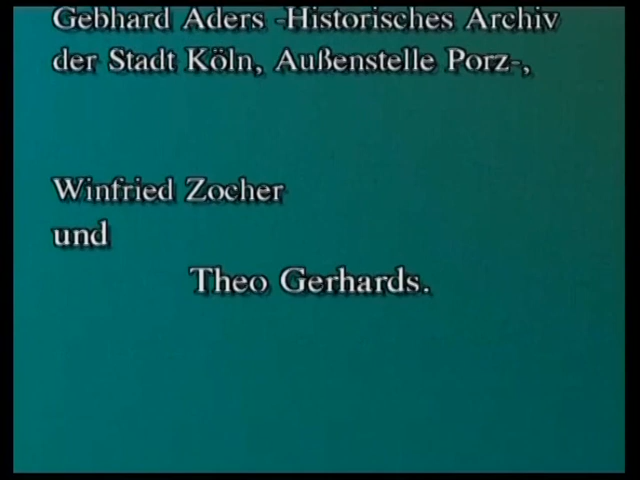 Gebhard Aders -Historisches Archiv
der Stadt Köln, Außenstelle Porz-,
Winfried Zocher
und
Theo Gerhards.